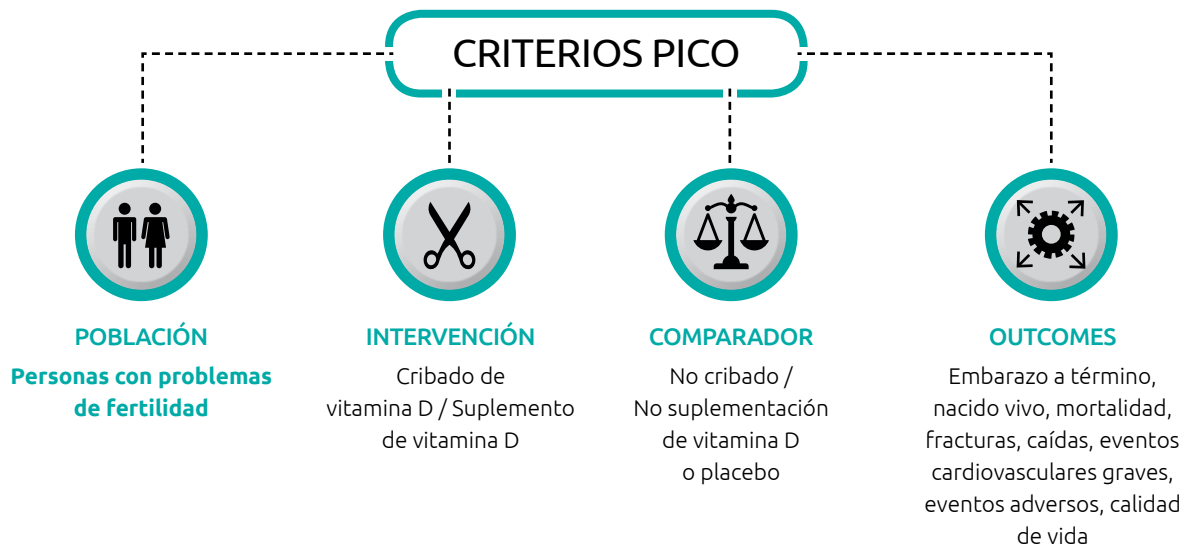 CRITERIOS PICO
POBLACIÓN
Personas con problemas
de fertilidad
INTERVENCIÓN
Cribado de
vitamina D / Suplemento
de vitamina D
COMPARADOR
No cribado /
No suplementación
de vitamina D
o placebo
OUTCOMES
Embarazo a término,
nacido vivo, mortalidad,
fracturas, caídas, eventos
cardiovasculares graves,
eventos adversos, calidad
de vida